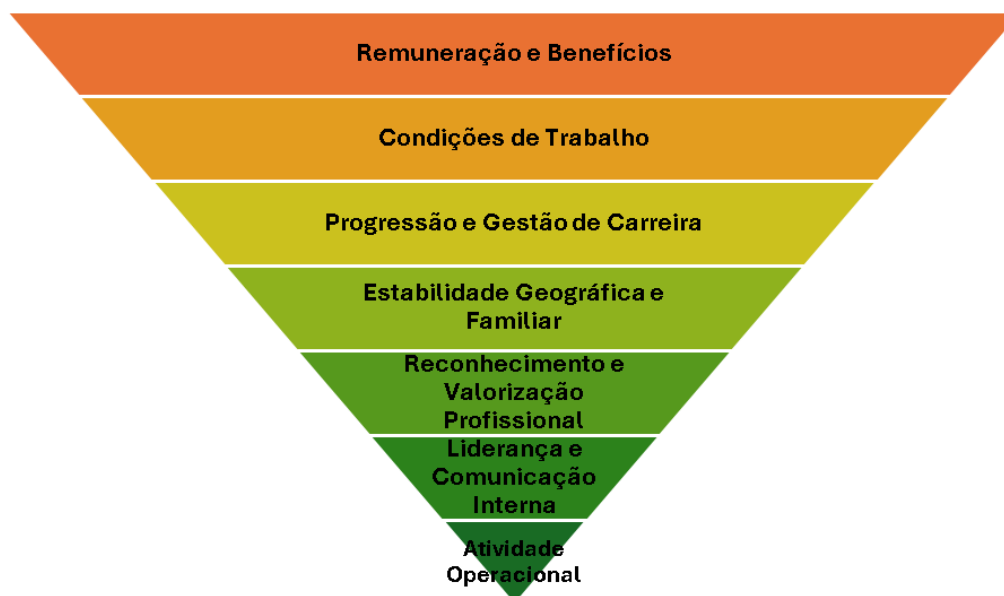 Remuneração e Benefícios
Condições de Trabalho
Progressão e Gestão de Carreira
Estabilidade Geográfica e
Familiar
Reconhecimento e
Valorização
Profissional
Liderança e
Comunicação
Interna
Atividade
Operacional